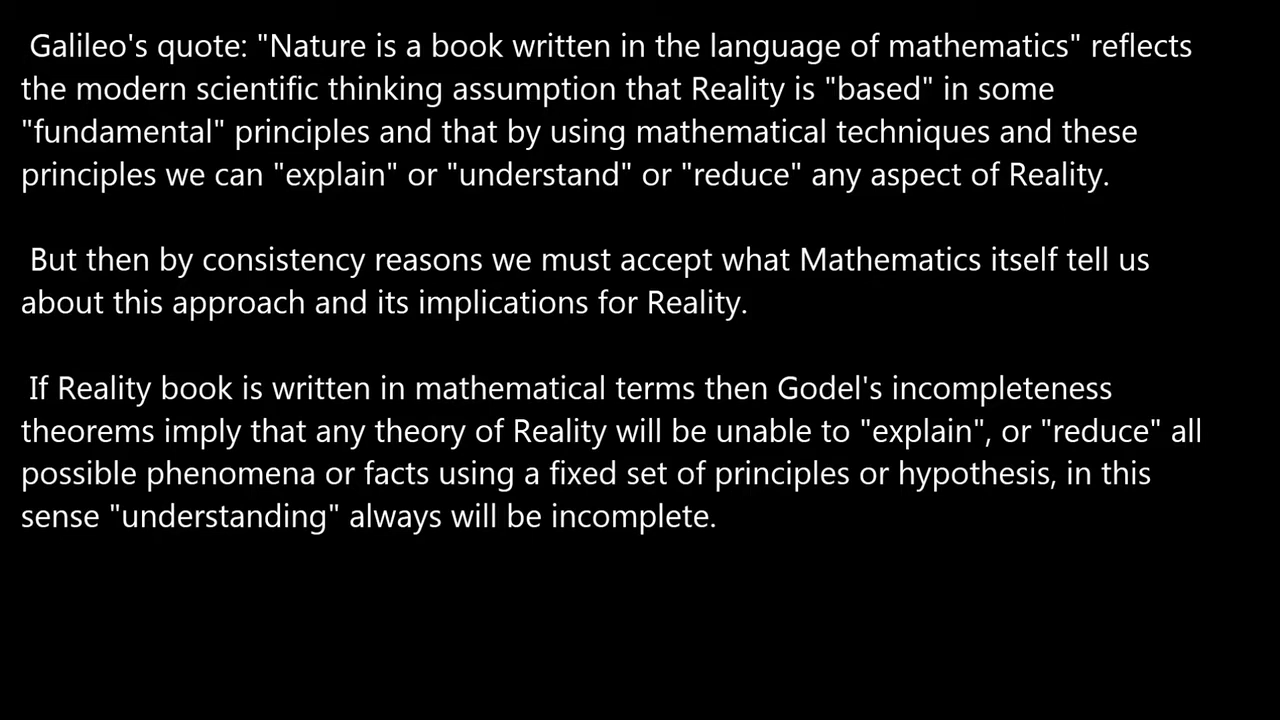 Galileo's quote: "Nature is a book written in the language of mathematics" reflects
the modern scientific thinking assumption that Reality is "based" in some
"fundamental" principles and that by using mathematical techniques and these
principles we can "explain" or "understand" or "reduce" any aspect of Reality.
But then by consistency reasons we must accept what Mathematics itself tell us
about this approach and its implications for Reality.
If Reality book is written in mathematical terms then Godel's incompleteness
theorems imply that any theory of Reality will be unable to "explain", or "reduce" all
possible phenomena or facts using a fixed set of principles or hypothesis, in this
sense "understanding" always will be incomplete.